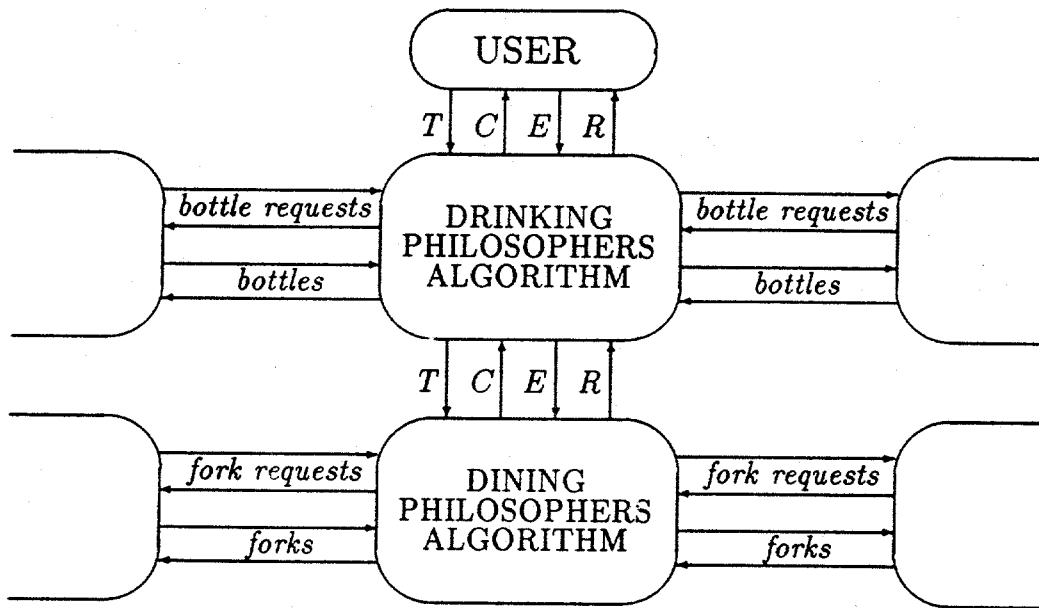 USER
T C E R
bottle requests
DRINKING
PHILOSOPHERS
ALGORITHM
bottle requests
bottles
bottles
T C E R
fork requests
DINING
PHILOSOPHERS
ALGORITHM
fork requests
forks
forks